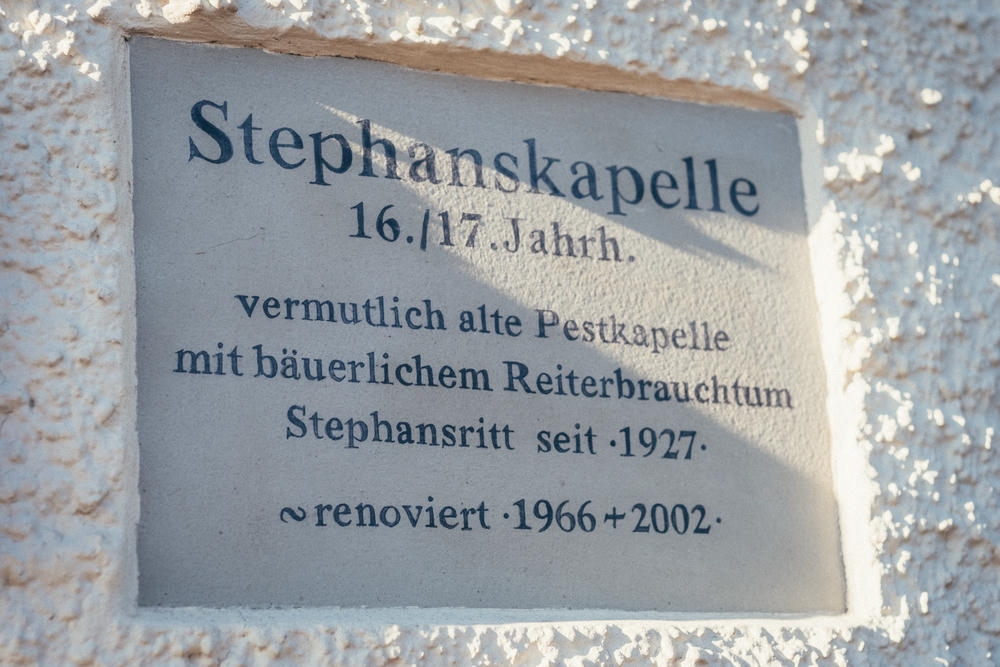 Stephanskapelle
16./17.Jahrh.
vermutlich alte Pestkapelle
mit bäuerlichem Reiterbrauchtum
Stephansritt seit ·1927·
~renoviert ·1966+2002·